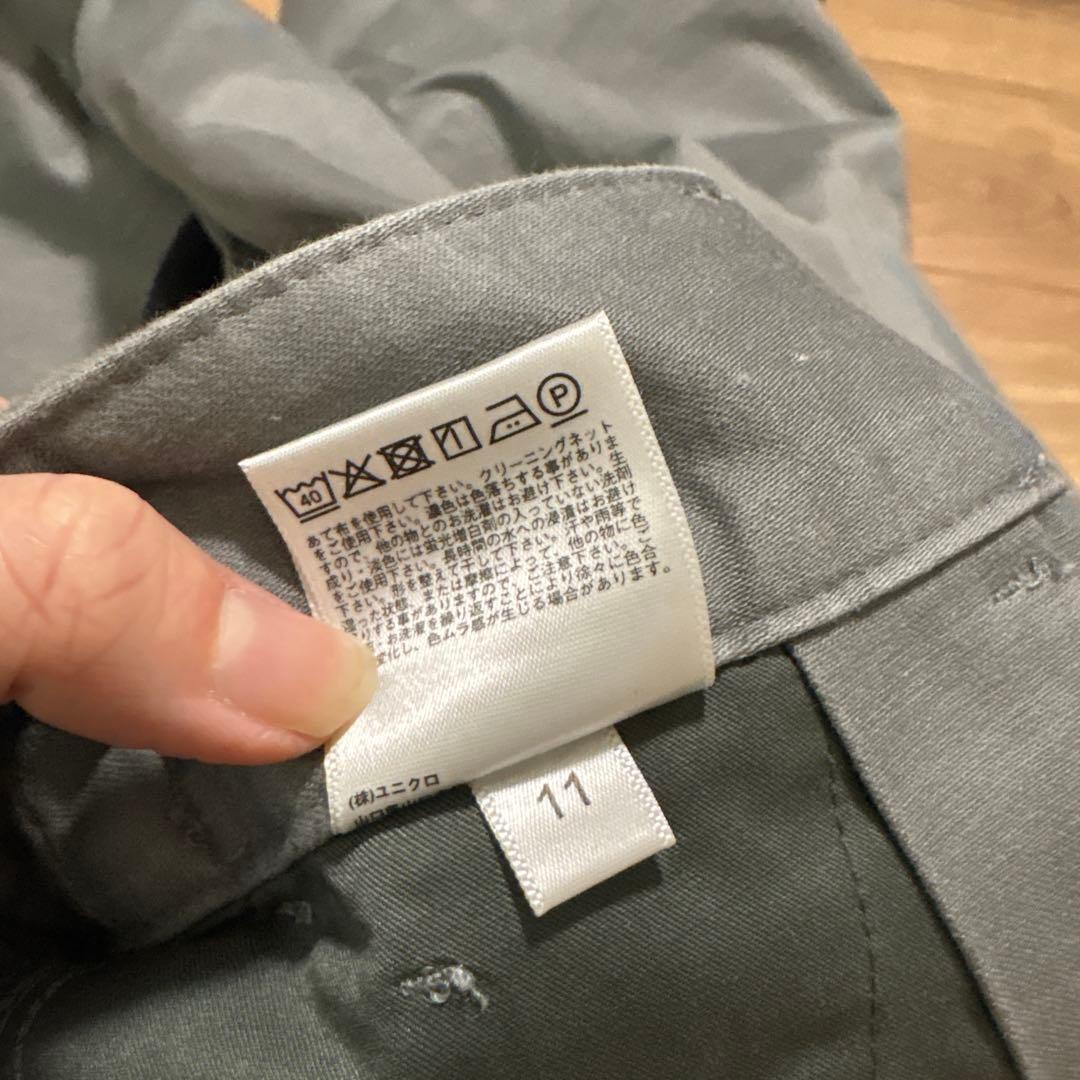 40 P
あて布を使用して下さい。クリーニングネット
をご使用下さい。濃色は色落ちする事がありま
すので、他の物とのお洗濯はお避け下さい。生
成り・淡色には蛍光増白剤の入っていない洗剤
をご使用下さい。長時間の水への浸漬はお避け
下さい。形を整えて干して下さい。汗や雨等で
湿った状態または摩擦によって、他の物に色
する事がありますのでご注意下さい。ご
、お洗濯を繰り返すことにより徐々に色合
変化し、色ムラ感が生じる場合があります。
(株)ユニクロ
山口
11